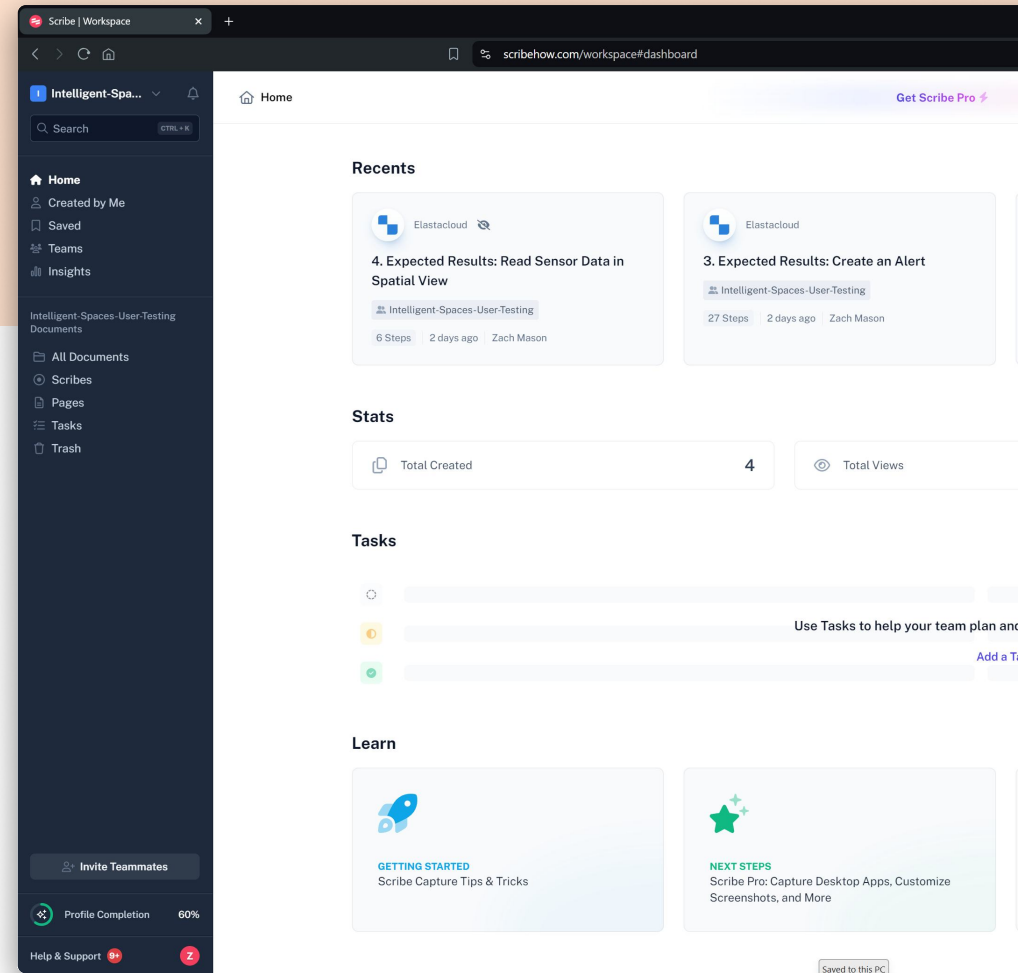 Scribe | Workspace
scribehow.com/workspace#dashboard
Intelligent-Spa...
Search
CTRL + K
Home
Created by Me
Saved
Teams
Insights
Intelligent-Spaces-User-Testing
Documents
All Documents
Scribes
Pages
Tasks
Trash
Invite Teammates
Profile Completion 60%
Help & Support 9+
Z
Home
Get Scribe Pro
Recents
Elastacloud
4. Expected Results: Read Sensor Data in
Spatial View
Intelligent-Spaces-User-Testing
6 Steps 2 days ago Zach Mason
Elastacloud
3. Expected Results: Create an Alert
Intelligent-Spaces-User-Testing
27 Steps 2 days ago Zach Mason
Stats
Total Created 4
Total Views
Tasks
Use Tasks to help your team plan and
Add a Ta
Learn
GETTING STARTED
Scribe Capture Tips & Tricks
NEXT STEPS
Scribe Pro: Capture Desktop Apps, Customize
Screenshots, and More
Saved to this PC